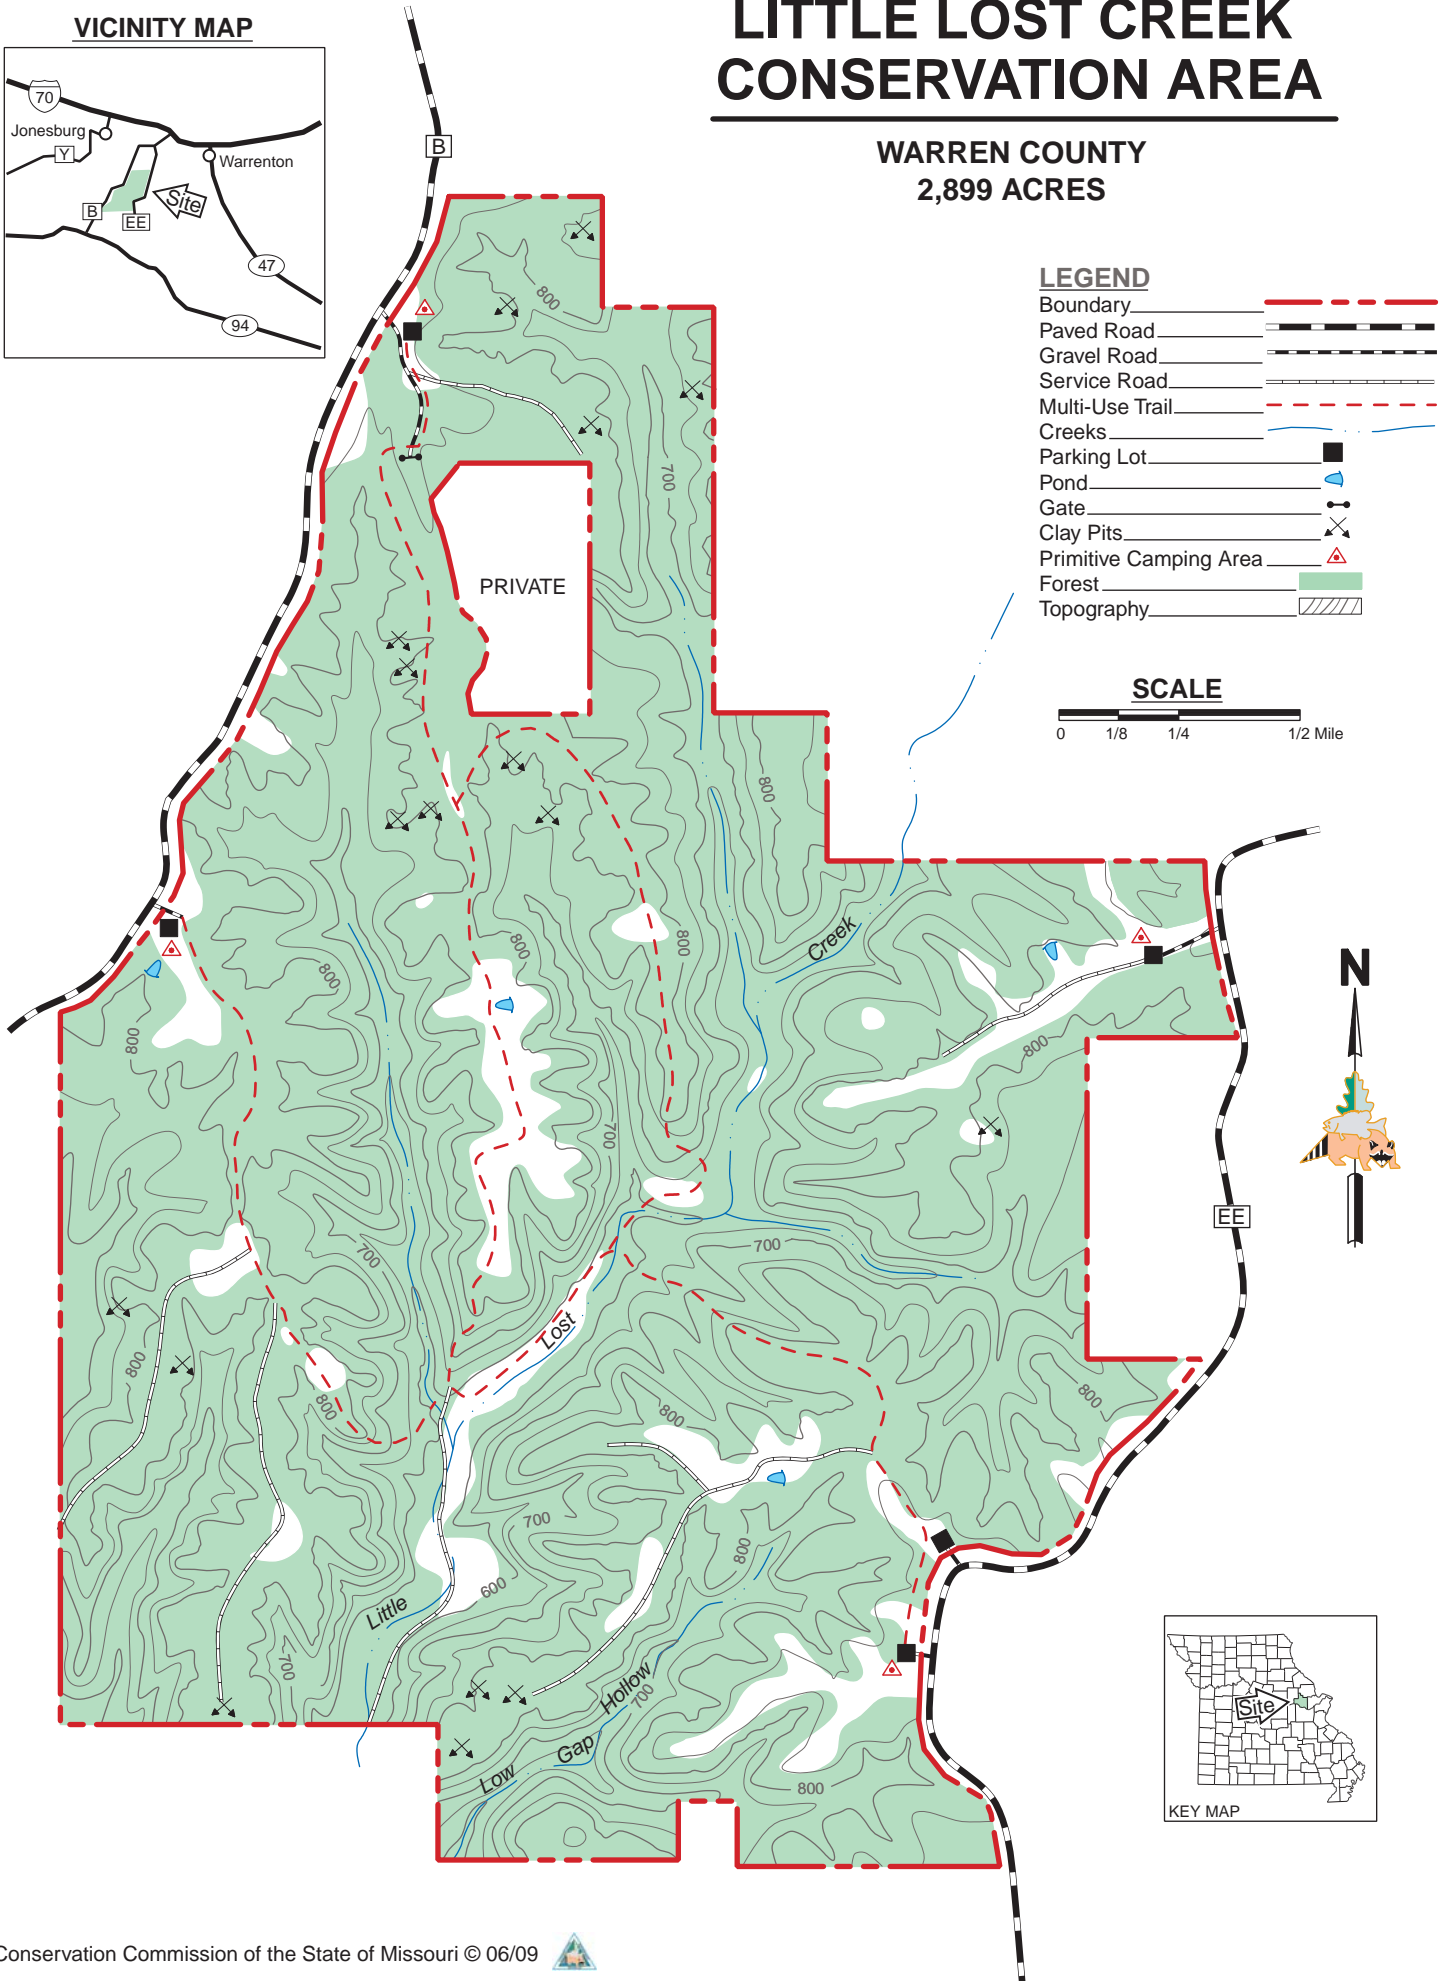 LITTLE LOST CREEK
CONSERVATION AREA
WARREN COUNTY
2,899 ACRES
VICINITY MAP
70
Jonesburg
Y
Warrenton
Site
B
EE
47
94
B
LEGEND
Boundary
Paved Road
Gravel Road
Service Road
Multi-Use Trail
Creeks
Parking Lot
Pond
Gate
Clay Pits
Primitive Camping Area
Forest
Topography
SCALE
0 1/8 1/4 1/2 Mile
800
700
PRIVATE
800
800
800
800
Creek
N
800
800
700
EE
700
700
Lost
800
800
800
800
700
800
600
Little
700
Hollow
700
Gap
Low
800
Site
KEY MAP
Conservation Commission of the State of Missouri © 06/09